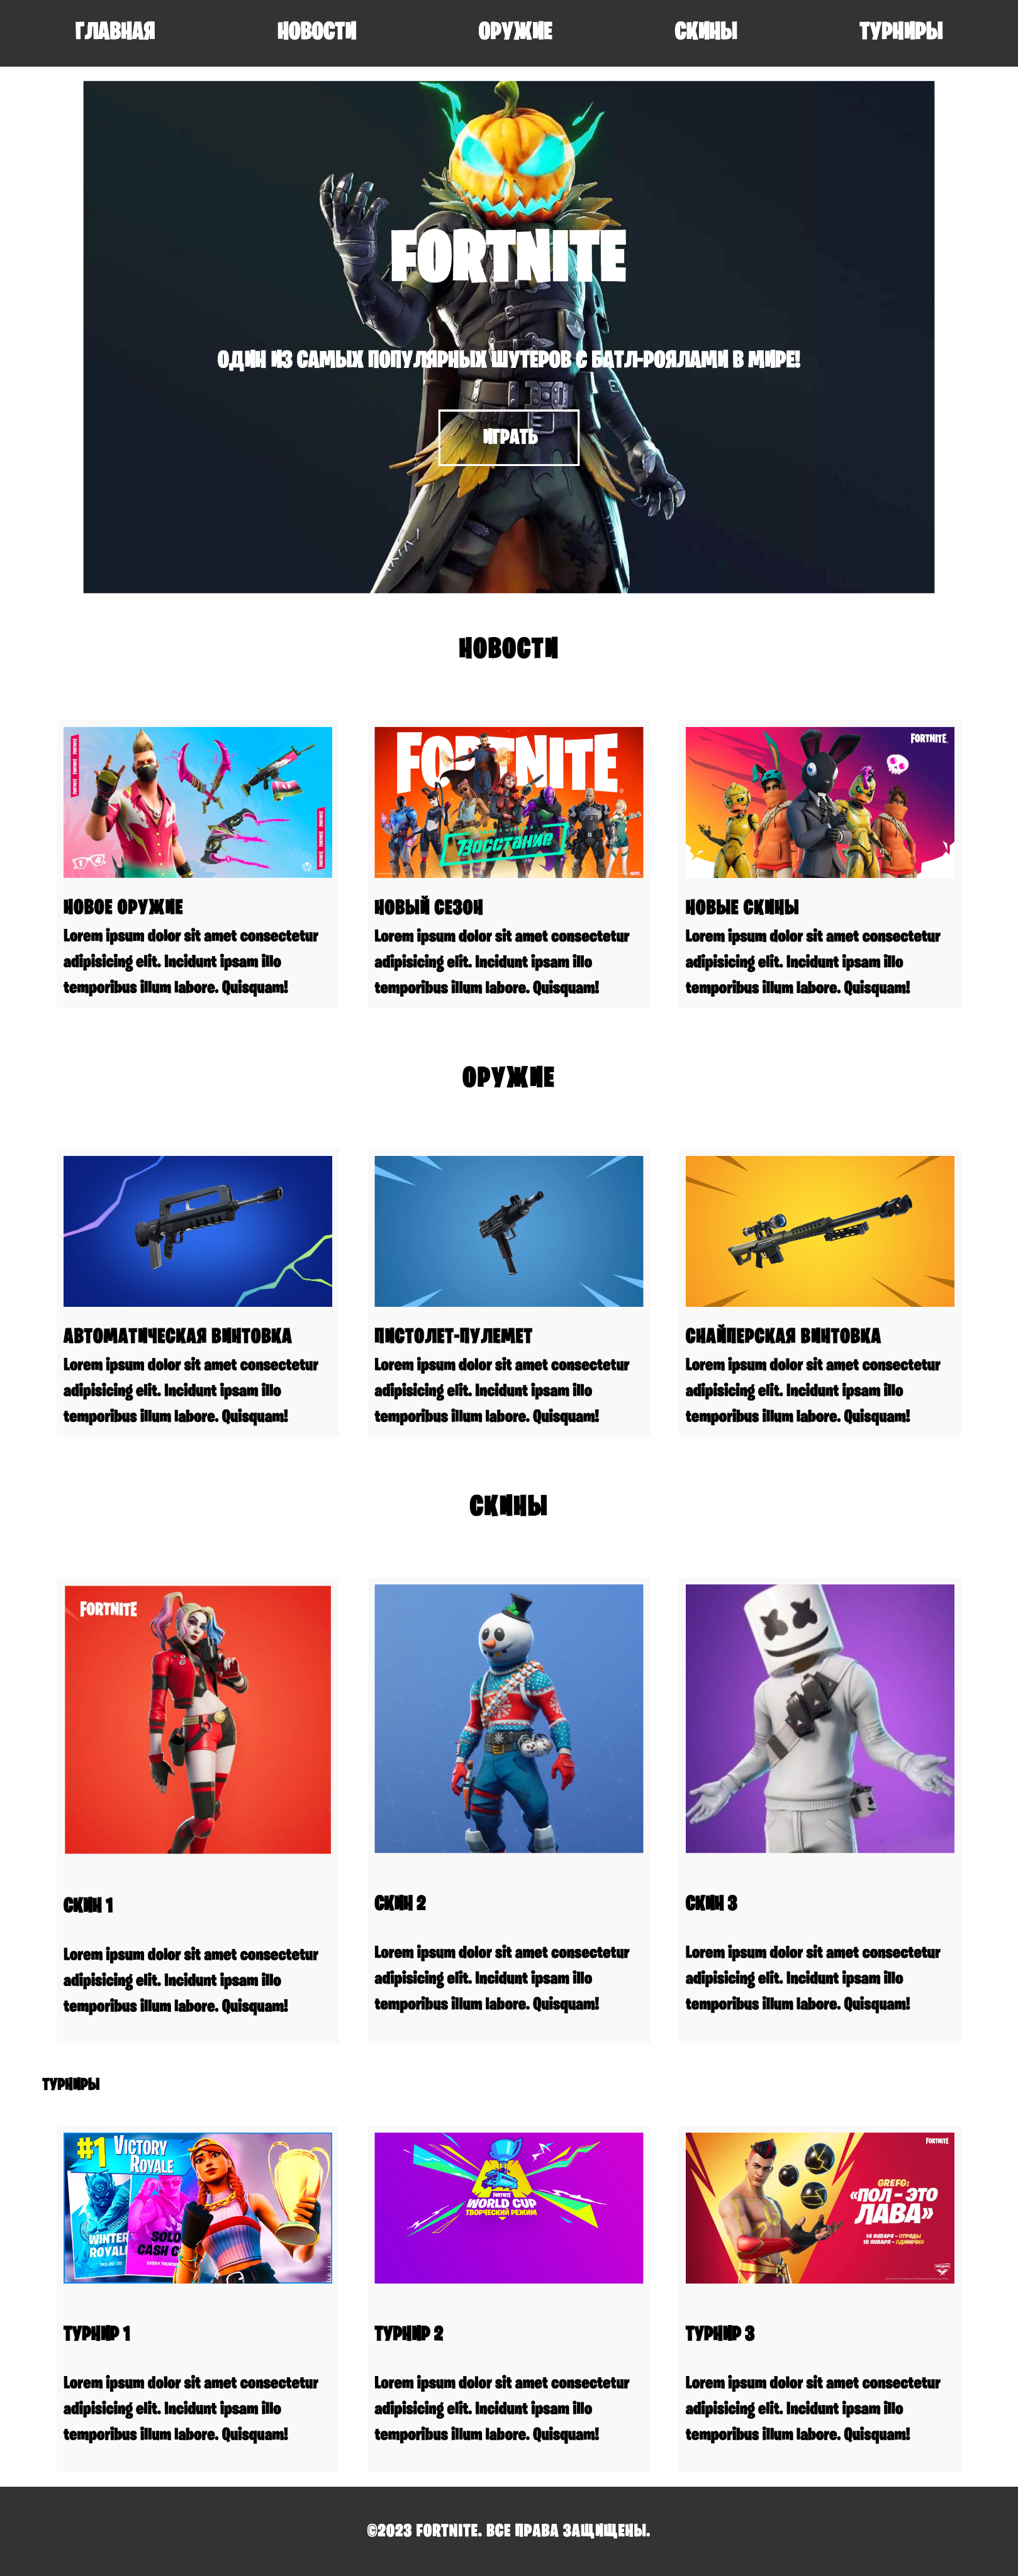 ГЛАВНАЯ НОВОСТИ ОРУЖИЕ СКИНЫ ТУРНИРЫ
FORTNITE
ОДИН ИЗ САМЫХ ПОПУЛЯРНЫХ ШУТЕРОВ С БАТЛ-РОЯЛАМИ В МИРЕ!
ИГРАТЬ
НОВОСТИ
FORTNITE
Восстание
FORTNITE
НОВОЕ ОРУЖИЕ
Lorem ipsum dolor sit amet consectetur
adipisicing elit. Incidunt ipsam illo
temporibus illum labore. Quisquam!
НОВЫЙ СЕЗОН
Lorem ipsum dolor sit amet consectetur
adipisicing elit. Incidunt ipsam illo
temporibus illum labore. Quisquam!
НОВЫЕ СКИНЫ
Lorem ipsum dolor sit amet consectetur
adipisicing elit. Incidunt ipsam illo
temporibus illum labore. Quisquam!
ОРУЖИЕ
АВТОМАТИЧЕСКАЯ ВИНТОВКА
Lorem ipsum dolor sit amet consectetur
adipisicing elit. Incidunt ipsam illo
temporibus illum labore. Quisquam!
ПИСТОЛЕТ-ПУЛЕМЕТ
Lorem ipsum dolor sit amet consectetur
adipisicing elit. Incidunt ipsam illo
temporibus illum labore. Quisquam!
СНАЙПЕРСКАЯ ВИНТОВКА
Lorem ipsum dolor sit amet consectetur
adipisicing elit. Incidunt ipsam illo
temporibus illum labore. Quisquam!
СКИНЫ
FORTNITE
СКИН 1
Lorem ipsum dolor sit amet consectetur
adipisicing elit. Incidunt ipsam illo
temporibus illum labore. Quisquam!
СКИН 2
Lorem ipsum dolor sit amet consectetur
adipisicing elit. Incidunt ipsam illo
temporibus illum labore. Quisquam!
СКИН 3
Lorem ipsum dolor sit amet consectetur
adipisicing elit. Incidunt ipsam illo
temporibus illum labore. Quisquam!
ТУРНИРЫ
#1 VICTORY
ROYALE
WINTER
ROYAL
SOLO
CASH C
FORTNITE
WORLD CUP
ТВОРЧЕСКИЙ РЕЖИМ
FORTNITE
GREFG:
«ПОЛ – ЭТО
ЛАВА»
14 ЯНВАРЯ – ОТРЯДЫ
15 ЯНВАРЯ – ОДИНОЧКИ
ТУРНИР 1
Lorem ipsum dolor sit amet consectetur
adipisicing elit. Incidunt ipsam illo
temporibus illum labore. Quisquam!
ТУРНИР 2
Lorem ipsum dolor sit amet consectetur
adipisicing elit. Incidunt ipsam illo
temporibus illum labore. Quisquam!
ТУРНИР 3
Lorem ipsum dolor sit amet consectetur
adipisicing elit. Incidunt ipsam illo
temporibus illum labore. Quisquam!
©2023 FORTNITE. ВСЕ ПРАВА ЗАЩИЩЕНЫ.